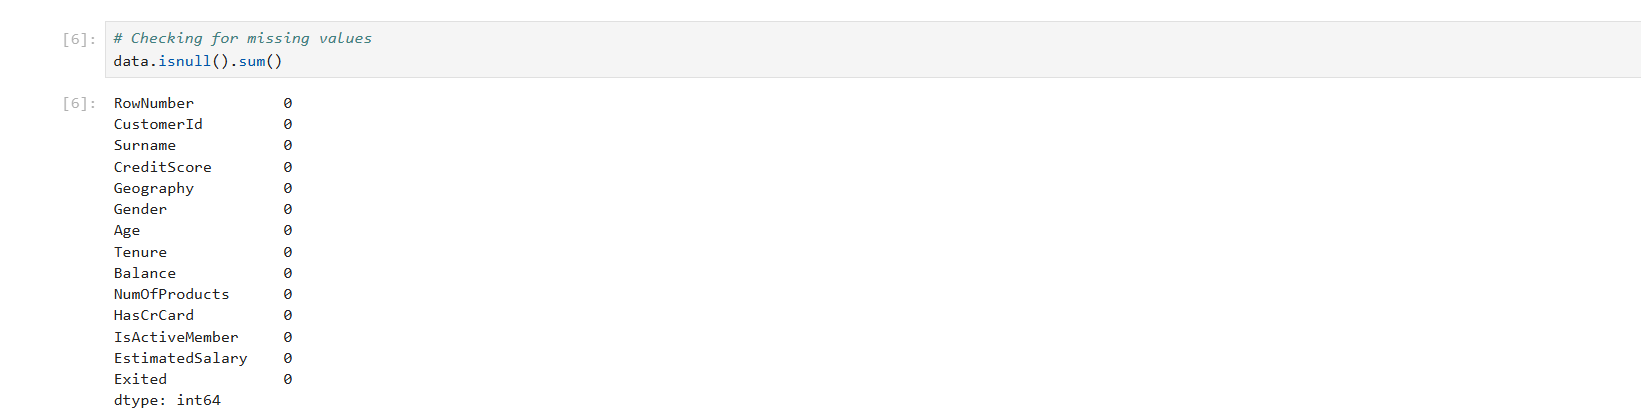 [6]: # Checking for missing values
data.isnull().sum()
[6]: RowNumber 0
CustomerId 0
Surname 0
CreditScore 0
Geography 0
Gender 0
Age 0
Tenure 0
Balance 0
NumOfProducts 0
HasCrCard 0
IsActiveMember 0
EstimatedSalary 0
Exited 0
dtype: int64